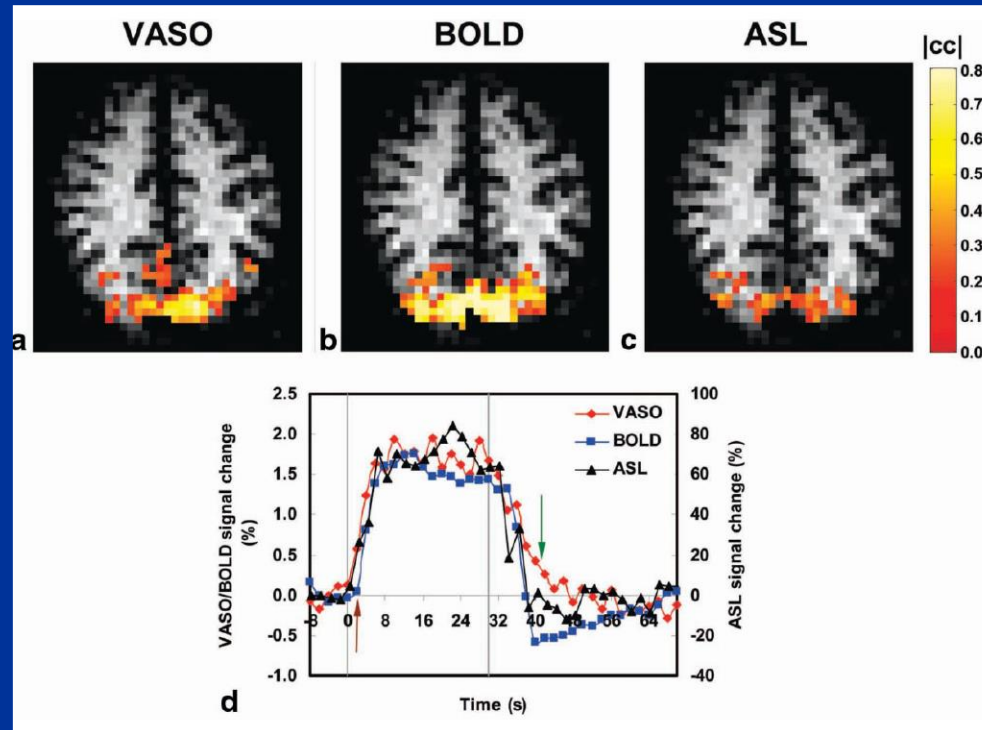 VASO BOLD ASL
|cc|
0.8
0.7
0.6
0.5
0.4
0.3
0.2
0.1
0.0
a b c
VASO/BOLD signal change
(%)
2.5
2.0
1.5
1.0
0.5
0.0
-0.5
-1.0
VASO
BOLD
ASL
100
80
60
40
20
0
-20
-40
ASL signal change (%)
-8 0 8 16 24 32 40 48 56 64
Time (s)
d